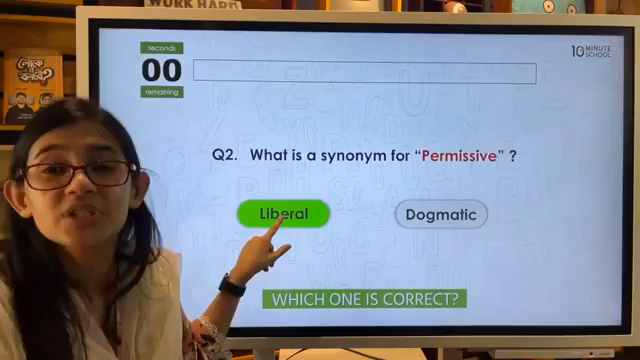 WORK HARD
seconds
00
remaining
10 MINUTE
SCHOOL
লোকে
কী
বলবে?
Q2. What is a synonym for “Permissive” ?
Liberal
Dogmatic
WHICH ONE IS CORRECT?